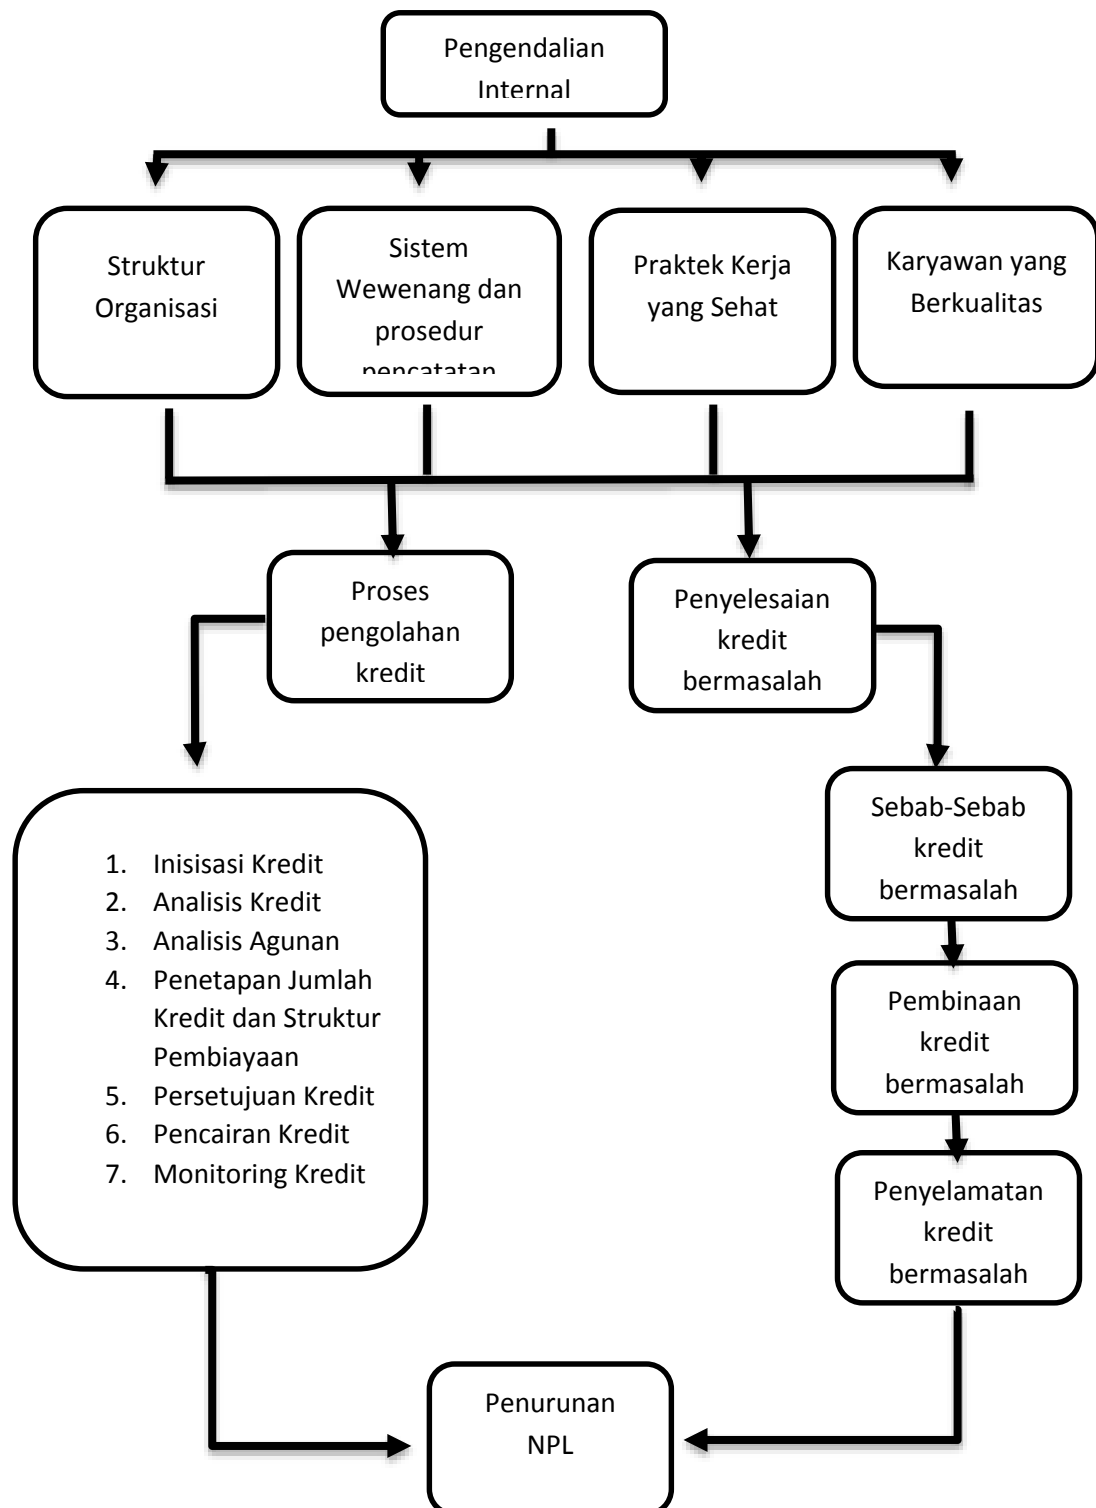 Pengendalian
Internal
Struktur
Organisasi
Sistem
Wewenang dan
prosedur
pencatatan
Praktek Kerja
yang Sehat
Karyawan yang
Berkualitas
Proses
pengolahan
kredit
Penyelesaian
kredit
bermasalah
1. Inisisasi Kredit
2. Analisis Kredit
3. Analisis Agunan
4. Penetapan Jumlah
Kredit dan Struktur
Pembiayaan
5. Persetujuan Kredit
6. Pencairan Kredit
7. Monitoring Kredit
Sebab-Sebab
kredit
bermasalah
Pembinaan
kredit
bermasalah
Penyelamatan
kredit
bermasalah
Penurunan
NPL